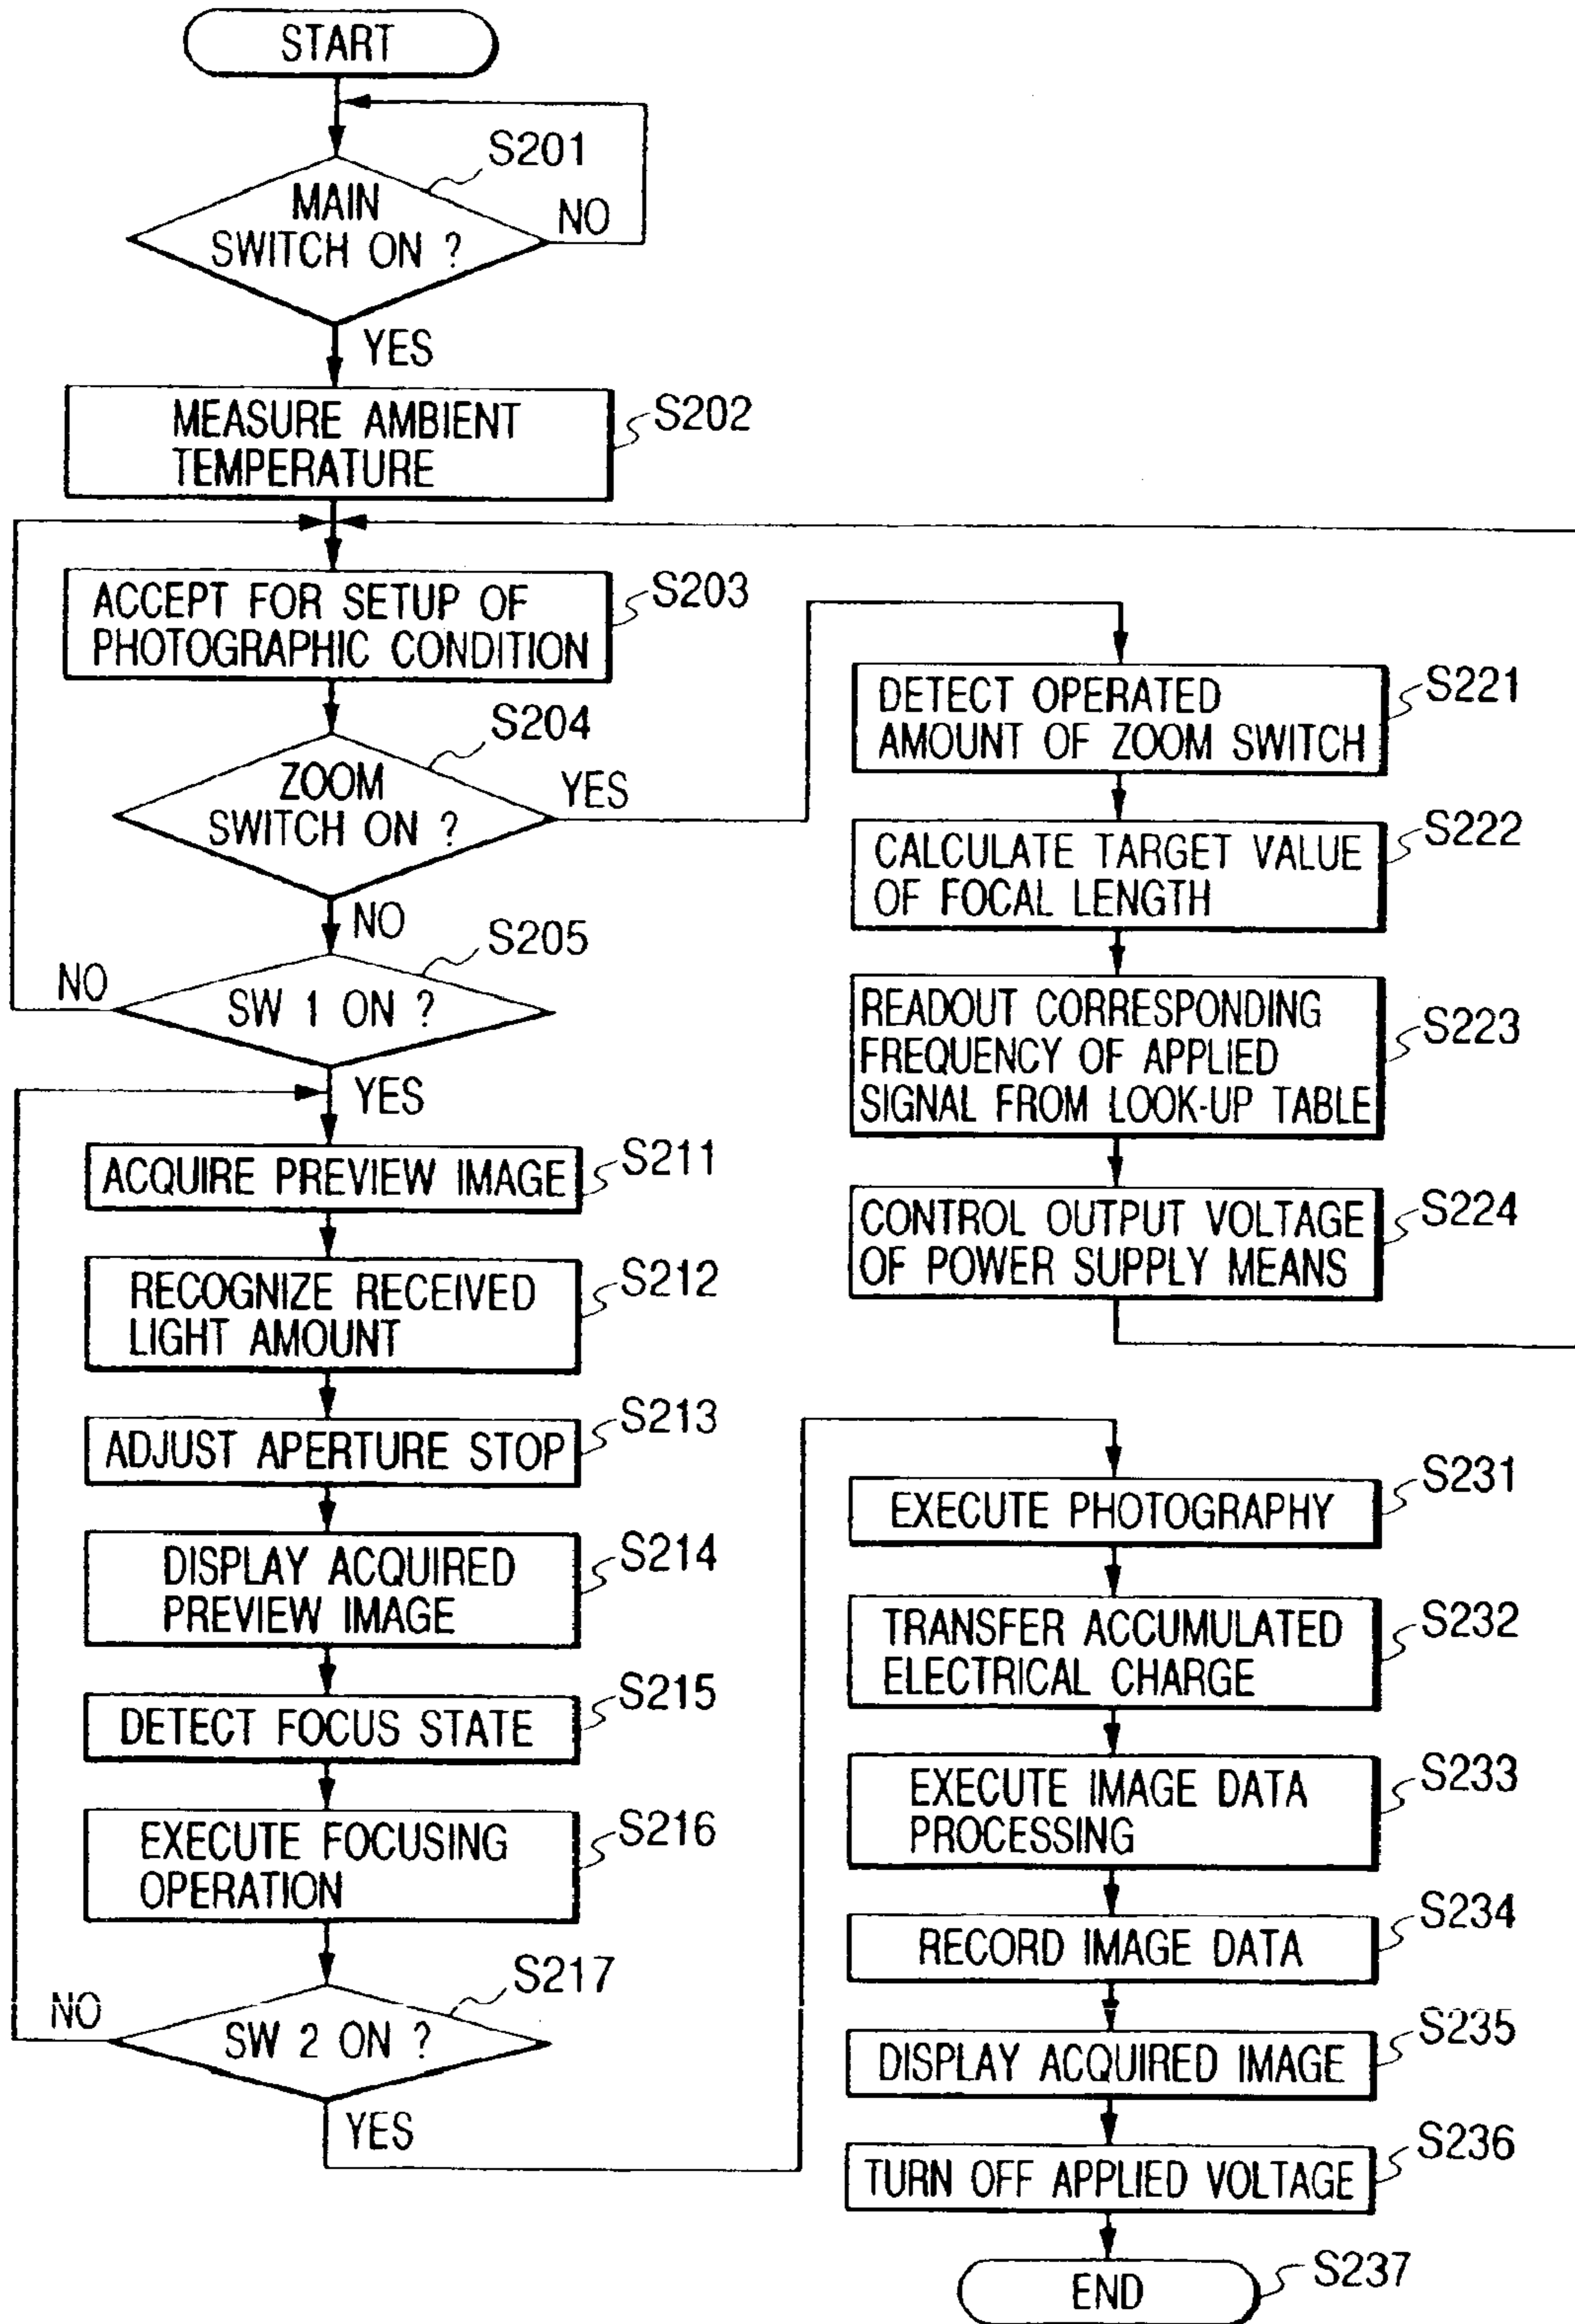 START
S201
MAIN
SWITCH ON ?
NO
YES
MEASURE AMBIENT
TEMPERATURE
S202
ACCEPT FOR SETUP OF
PHOTOGRAPHIC CONDITION
S203
S204
ZOOM
SWITCH ON ?
YES
NO
S205
NO
SW 1 ON ?
YES
ACQUIRE PREVIEW IMAGE
S211
RECOGNIZE RECEIVED
LIGHT AMOUNT
S212
ADJUST APERTURE STOP
S213
DISPLAY ACQUIRED
PREVIEW IMAGE
S214
DETECT FOCUS STATE
S215
EXECUTE FOCUSING
OPERATION
S216
S217
NO
SW 2 ON ?
YES
DETECT OPERATED
AMOUNT OF ZOOM SWITCH
S221
CALCULATE TARGET VALUE
OF FOCAL LENGTH
S222
READOUT CORRESPONDING
FREQUENCY OF APPLIED
SIGNAL FROM LOOK-UP TABLE
S223
CONTROL OUTPUT VOLTAGE
OF POWER SUPPLY MEANS
S224
EXECUTE PHOTOGRAPHY
S231
TRANSFER ACCUMULATED
ELECTRICAL CHARGE
S232
EXECUTE IMAGE DATA
PROCESSING
S233
RECORD IMAGE DATA
S234
DISPLAY ACQUIRED IMAGE
S235
TURN OFF APPLIED VOLTAGE
S236
END
S237